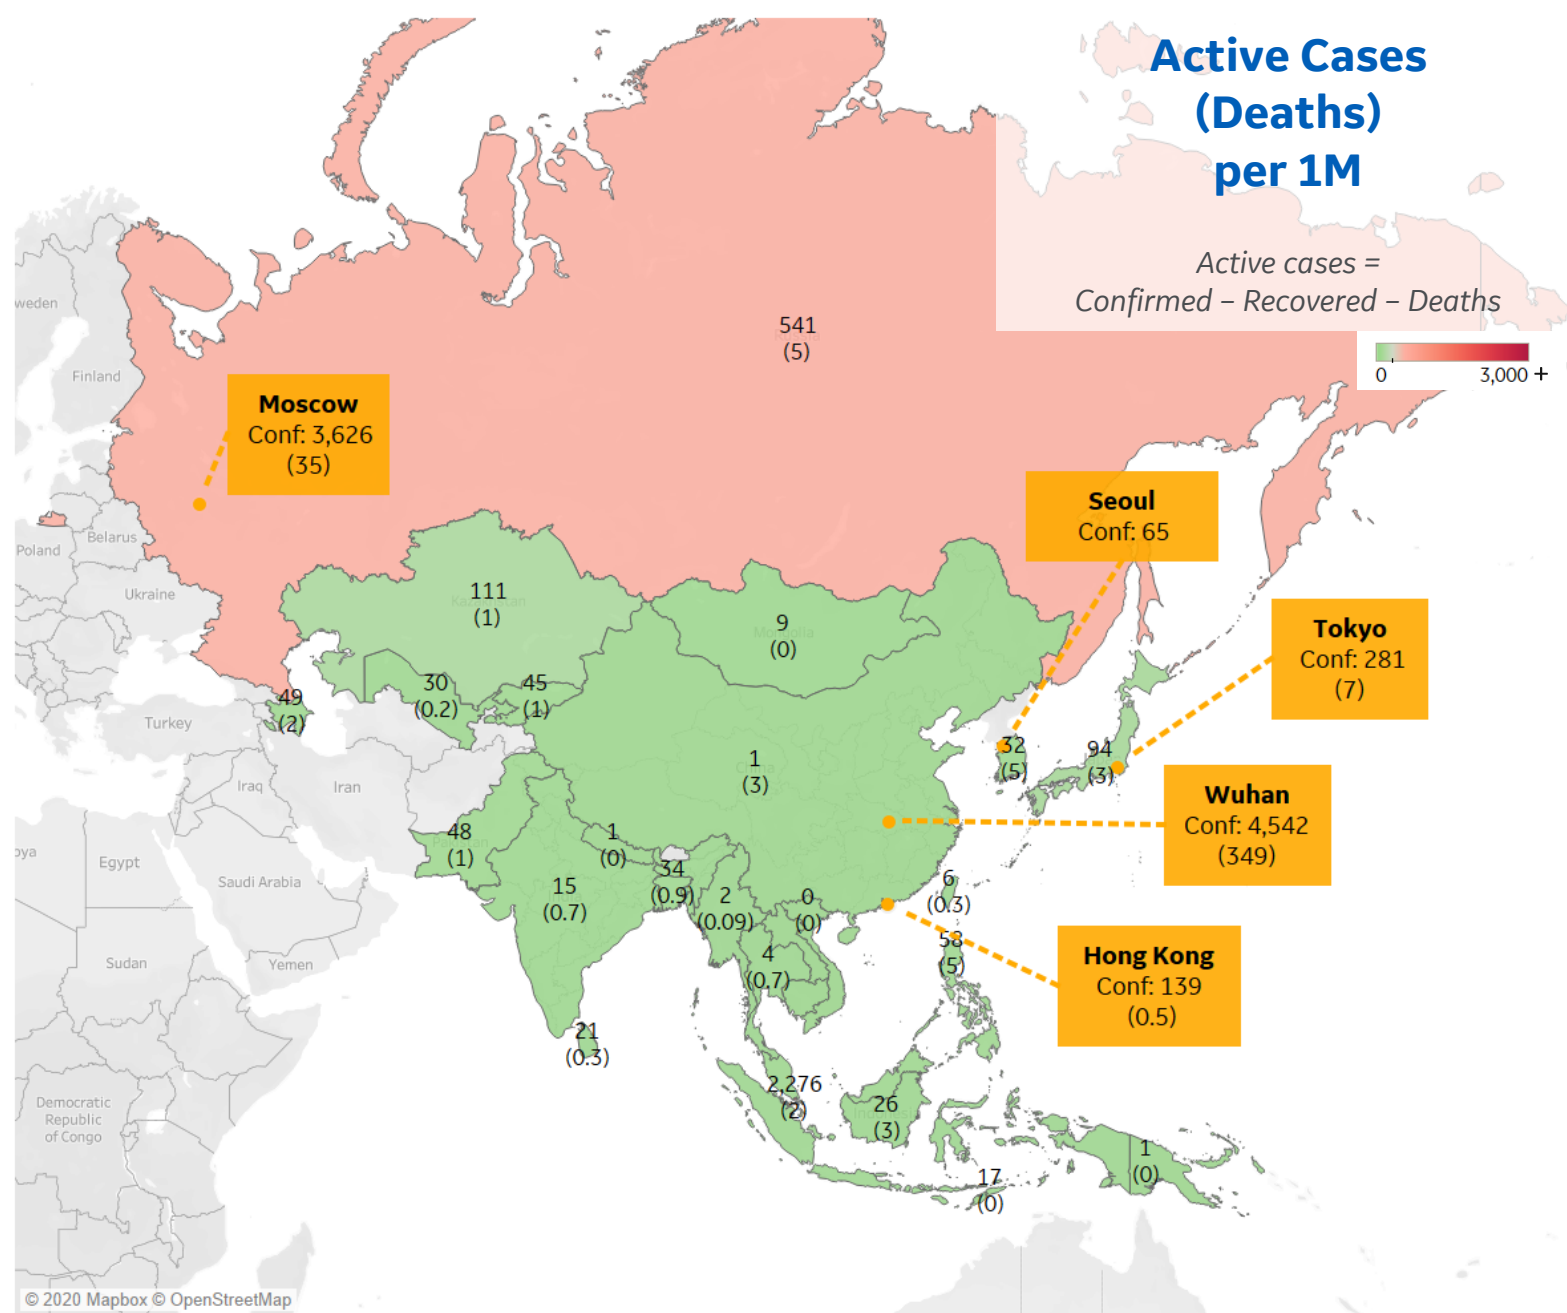 Active Cases
(Deaths)
per 1M
Active cases =
Confirmed – Recovered – Deaths
0
3,000 +
541
(5)
weden
Finland
Moscow
Conf: 3,626
(35)
Seoul
Conf: 65
Belarus
Poland
Ukraine
111
(1)
Kazakhstan
9
(0)
Mongolia
Tokyo
Conf: 281
(7)
49
(2)
30
(0.2)
45
(1)
Turkey
32
(5)
94
(3)
1
(3)
Iraq
Iran
Wuhan
Conf: 4,542
(349)
48
(1)
1
(0)
oya
Egypt
Saudi Arabia
34
(0.9)
15
(0.7)
2
(0.09)
0
(0)
6
(0.3)
58
(5)
4
(0.7)
Hong Kong
Conf: 139
(0.5)
Sudan
Yemen
21
(0.3)
2,276
(2)
26
(3)
Indonesia
Democratic
Republic
of Congo
1
(0)
17
(0)
© 2020 Mapbox © OpenStreetMap